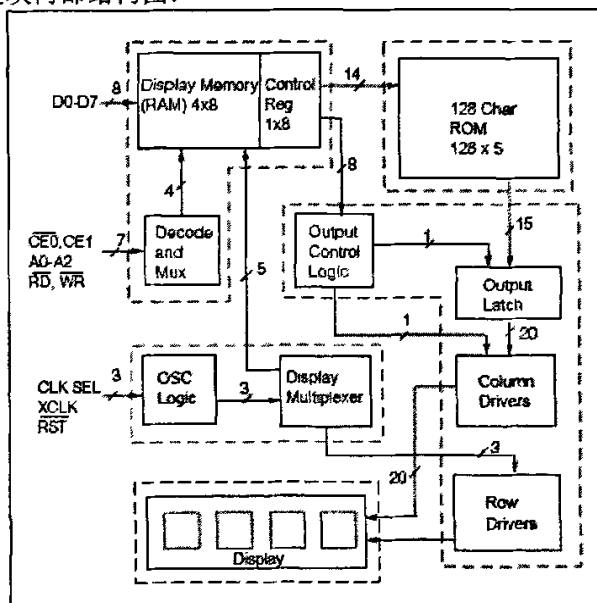 D0-D7
8
Display Memory
(RAM) 4x8
Control
Reg
1x8
14
128 Char
ROM
128 x 5
4
8
15
CE0, CE1
A0-A2
RD, WR
7
Decode
and
Mux
5
Output
Control
Logic
1
Output
Latch
1
20
CLK SEL
XCLK
RST
3
OSC
Logic
3
Display
Multiplexer
Column
Drivers
3
20
Row
Drivers
Display